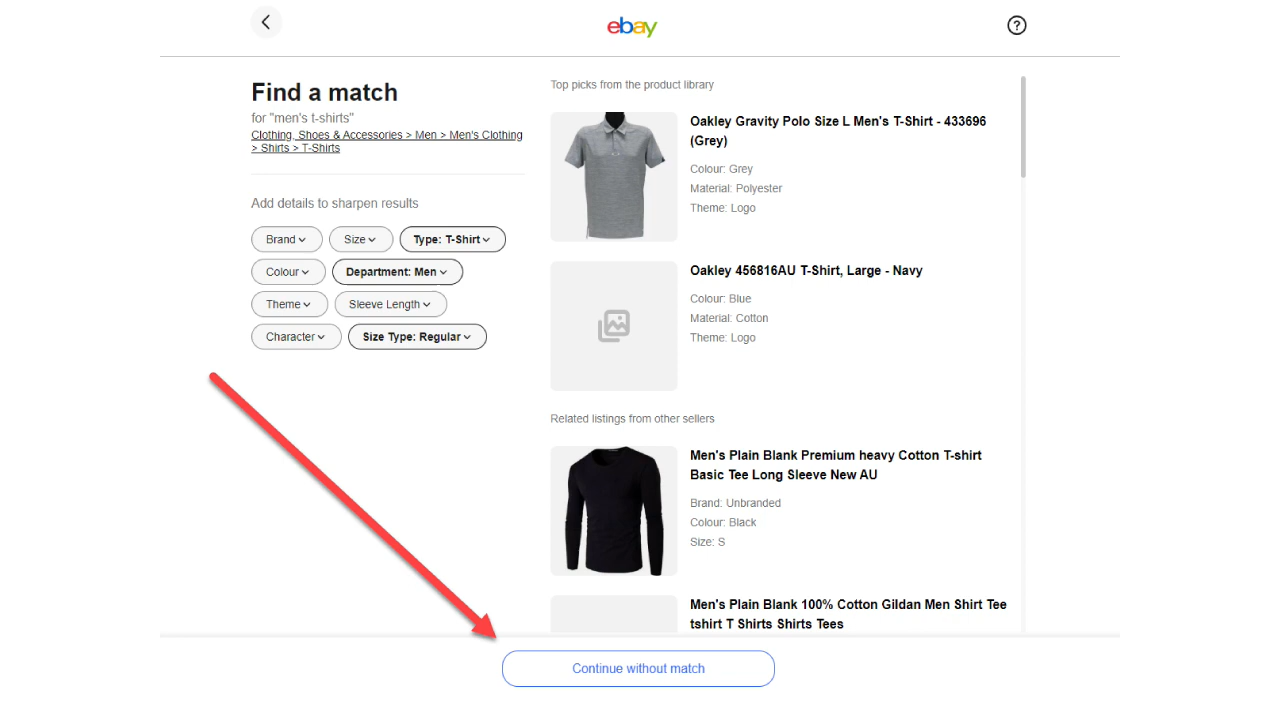 ebay
?
Find a match
for "men's t-shirts"
Clothing, Shoes & Accessories > Men > Men's Clothing
> Shirts > T-Shirts
Add details to sharpen results
Brand
Size
Type: T-Shirt
Colour
Department: Men
Theme
Sleeve Length
Character
Size Type: Regular
Top picks from the product library
Oakley Gravity Polo Size L Men's T-Shirt - 433696
(Grey)
Colour: Grey
Material: Polyester
Theme: Logo
Oakley 456816AU T-Shirt, Large - Navy
Colour: Blue
Material: Cotton
Theme: Logo
Related listings from other sellers
Men's Plain Blank Premium heavy Cotton T-shirt
Basic Tee Long Sleeve New AU
Brand: Unbranded
Colour: Black
Size: S
Men's Plain Blank 100% Cotton Gildan Men Shirt Tee
tshirt T Shirts Shirts Tees
Continue without match